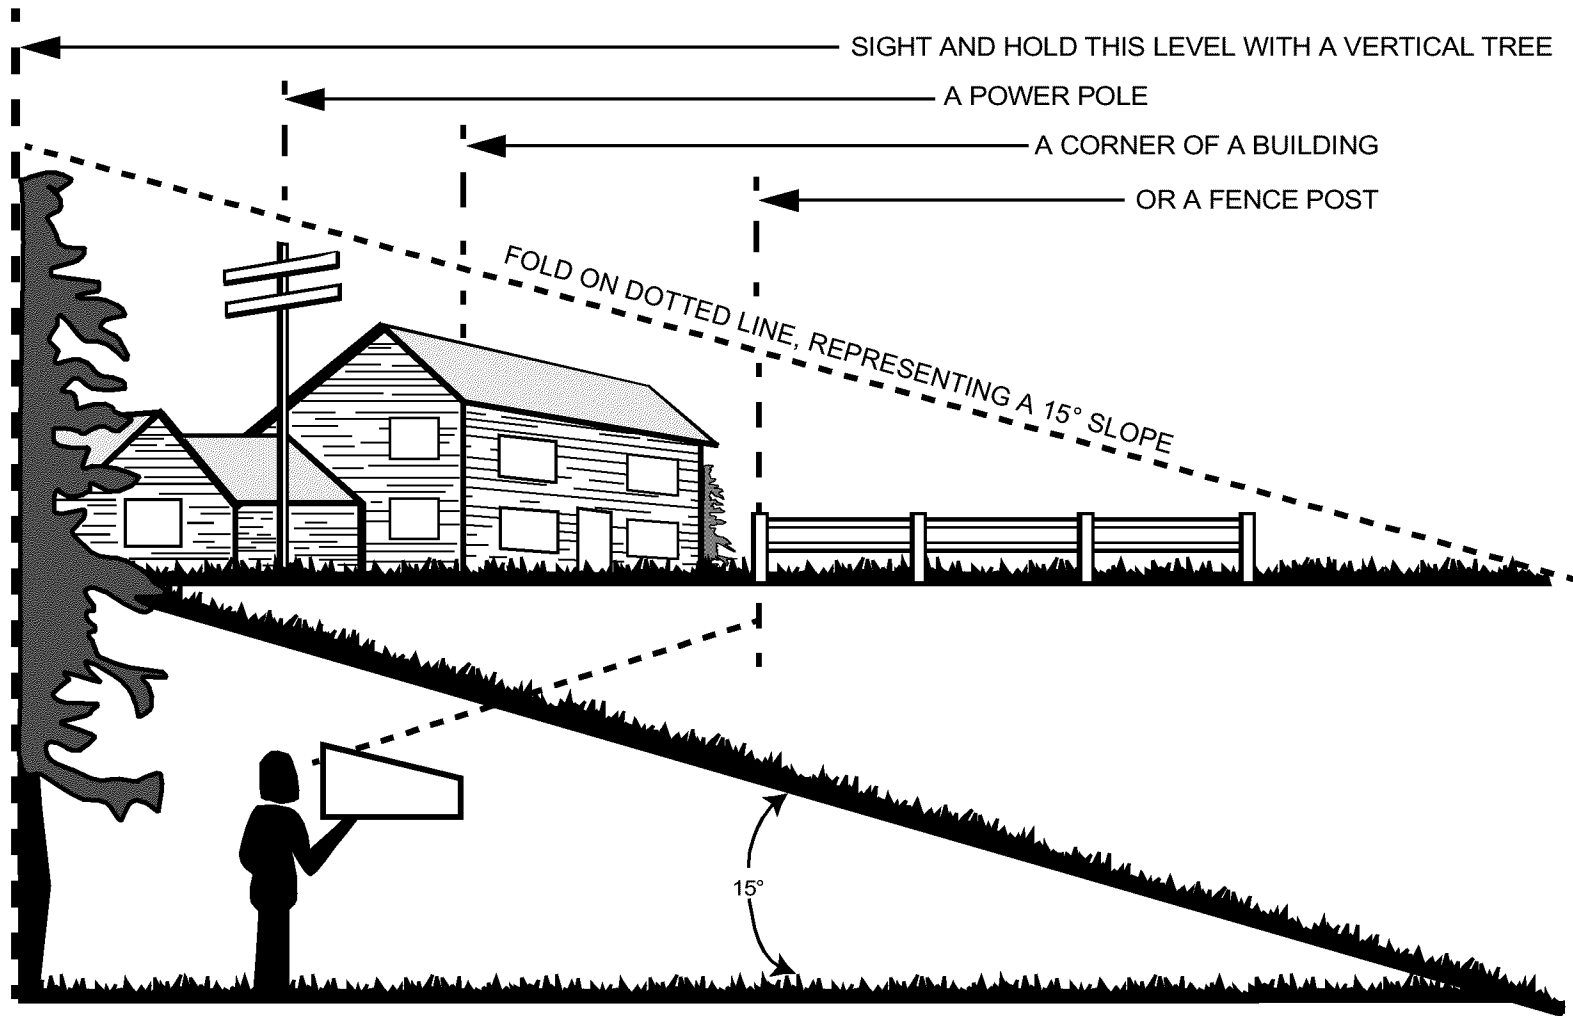 SIGHT AND HOLD THIS LEVEL WITH A VERTICAL TREE
A POWER POLE
A CORNER OF A BUILDING
OR A FENCE POST
FOLD ON DOTTED LINE, REPRESENTING A 15° SLOPE
15°